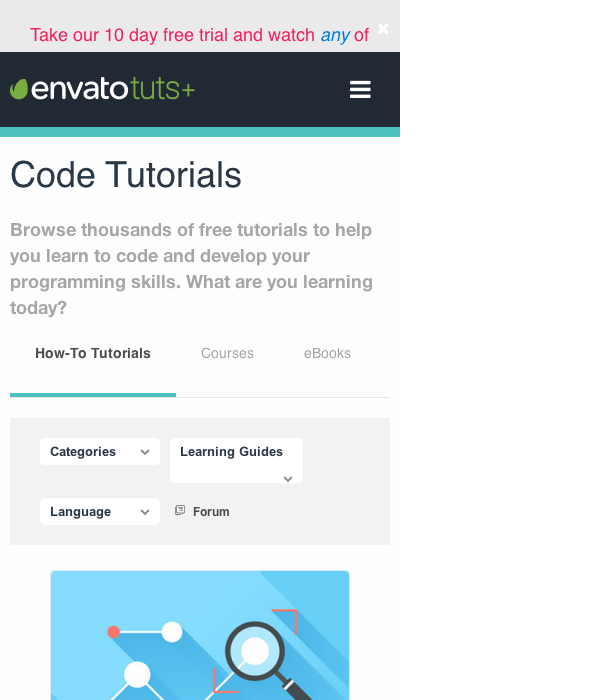 Take our 10 day free trial and watch any of
envatotuts+
Code Tutorials
Browse thousands of free tutorials to help
you learn to code and develop your
programming skills. What are you learning
today?
How-To Tutorials Courses eBooks
Categories Learning Guides
Language Forum